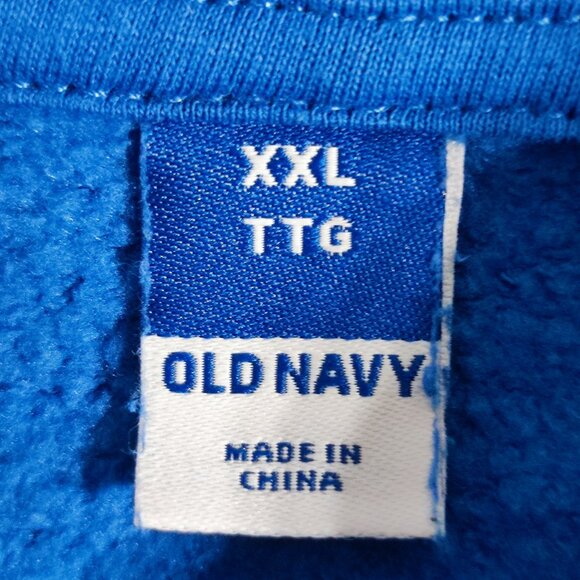 XXL
TTG
OLD NAVY
MADE IN
CHINA